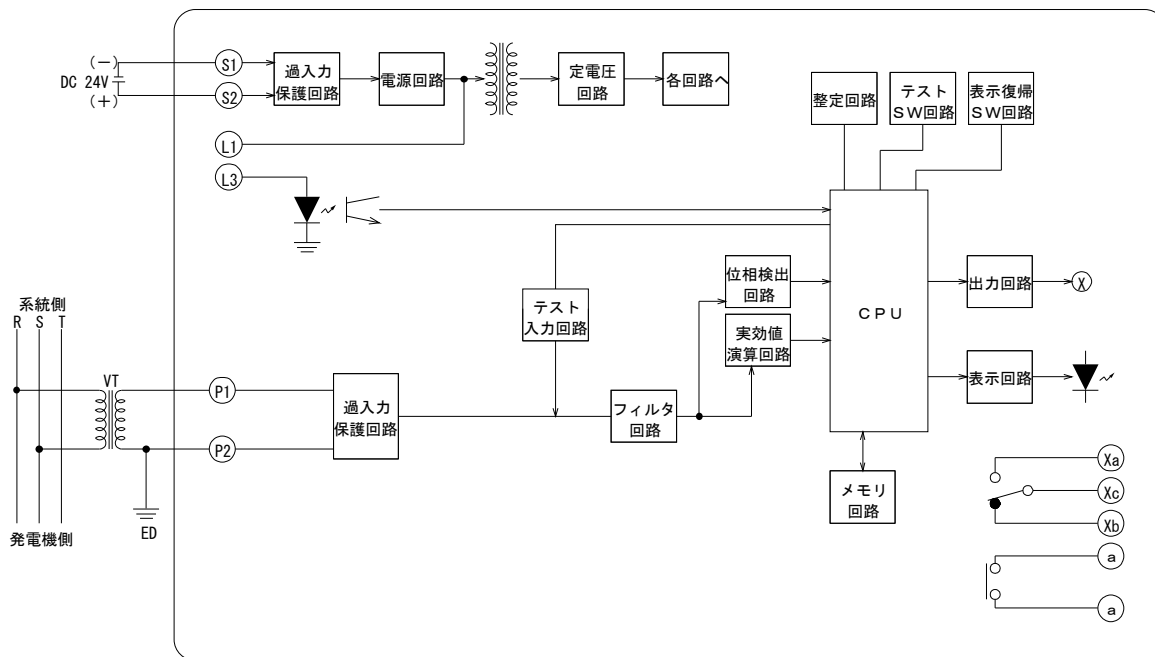 (－)
DC 24V
(＋)
S1
S2
過入力
保護回路
電源回路
定電圧
回路
各回路へ
L1
L3
整定回路
テスト
ＳＷ回路
表示復帰
ＳＷ回路
位相検出
回路
実効値
演算回路
テスト
入力回路
ＣＰＵ
出力回路
X
表示回路
系統側
R S T
VT
P1
P2
過入力
保護回路
フィルタ
回路
メモリ
回路
ED
発電機側
Xa
Xc
Xb
a
a